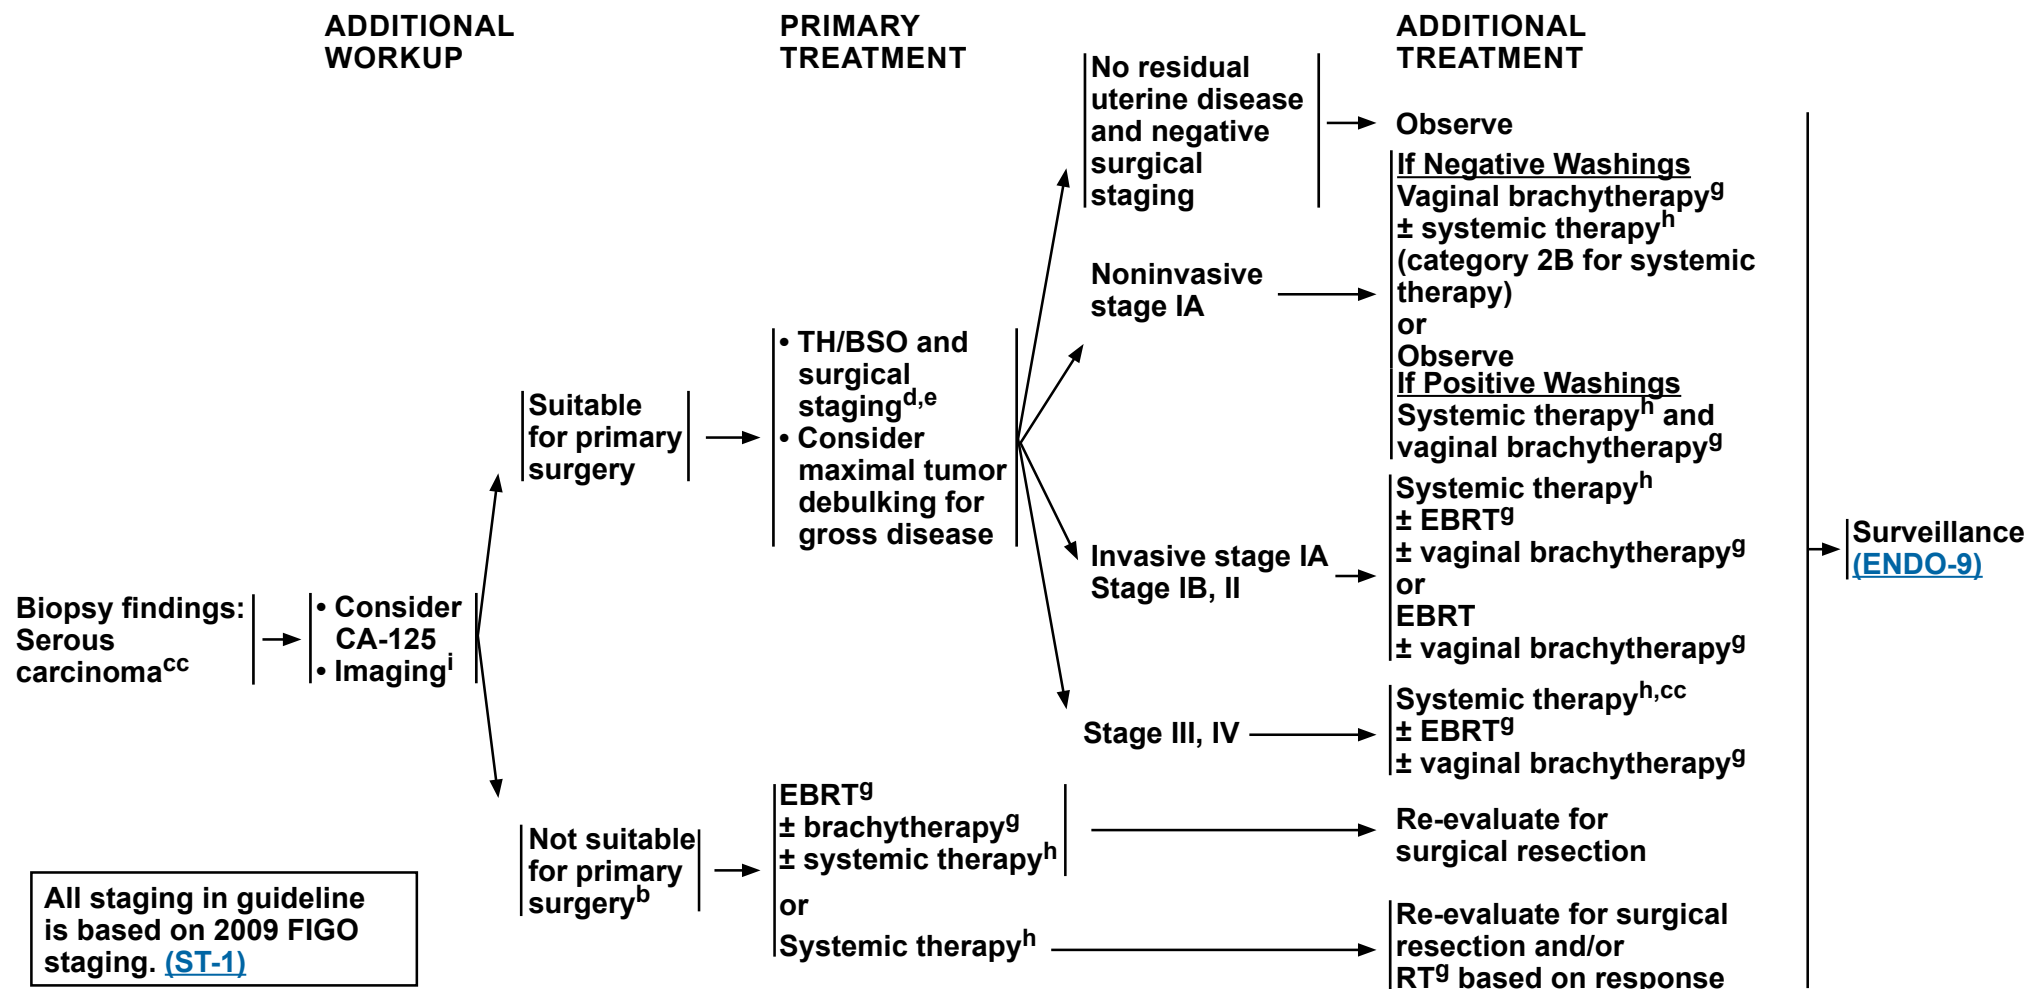 ADDITIONAL
WORKUP
PRIMARY
TREATMENT
ADDITIONAL
TREATMENT
Biopsy findings:
Serous
carcinomacc
• Consider
CA-125
• Imagingi
Suitable
for primary
surgery
• TH/BSO and
surgical
stagingd,e
• Consider
maximal tumor
debulking for
gross disease
No residual
uterine disease
and negative
surgical
staging
Observe
Noninvasive
stage IA
If Negative Washings
Vaginal brachytherapyg
± systemic therapyh
(category 2B for systemic
therapy)
or
Observe
If Positive Washings
Systemic therapyh and
vaginal brachytherapyg
Invasive stage IA
Stage IB, II
Systemic therapyh
± EBRTg
± vaginal brachytherapyg
or
EBRT
± vaginal brachytherapyg
Stage III, IV
Systemic therapyh,cc
± EBRTg
± vaginal brachytherapyg
Not suitable
for primary
surgeryb
EBRTg
± brachytherapyg
± systemic therapyh
or
Systemic therapyh
Re-evaluate for
surgical resection
Re-evaluate for surgical
resection and/or
RTg based on response
Surveillance
(ENDO-9)
All staging in guideline
is based on 2009 FIGO
staging. (ST-1)